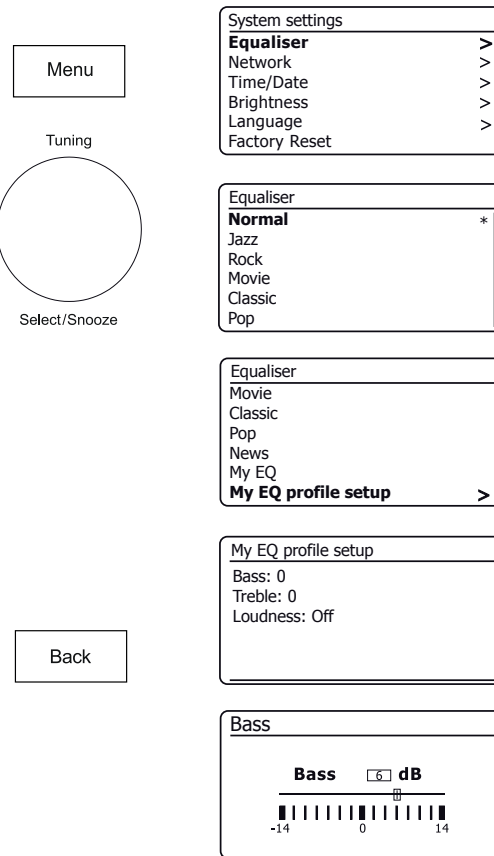 Menu
Tuning
Select/Snooze
Back
System settings
Equaliser >
Network >
Time/Date >
Brightness >
Language >
Factory Reset
Equaliser
Normal *
Jazz
Rock
Movie
Classic
Pop
Equaliser
Movie
Classic
Pop
News
My EQ
My EQ profile setup >
My EQ profile setup
Bass: 0
Treble: 0
Loudness: Off
Bass
Bass 6 dB
-14 0 14